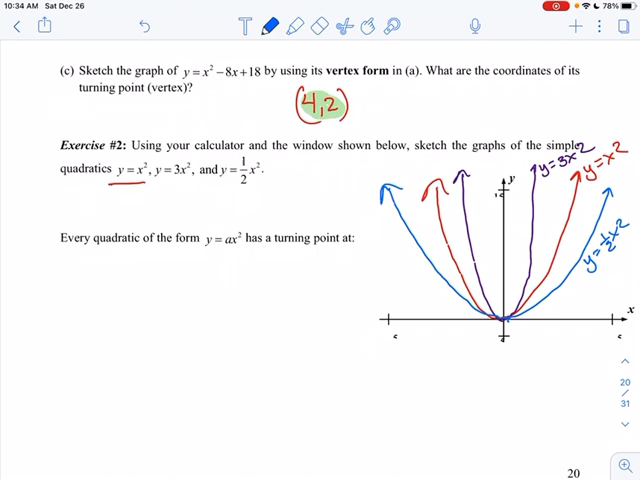 10:34 AM Sat Dec 26
78%
(c) Sketch the graph of y = x² − 8x + 18 by using its vertex form in (a). What are the coordinates of its
turning point (vertex)?
(4,2)
Exercise #2: Using your calculator and the window shown below, sketch the graphs of the simple
quadratics y = x², y = 3x², and y = 1/2 x².
y=3x²
y=x²
y=½x²
y
Every quadratic of the form y = ax² has a turning point at:
x
20
/
31
20